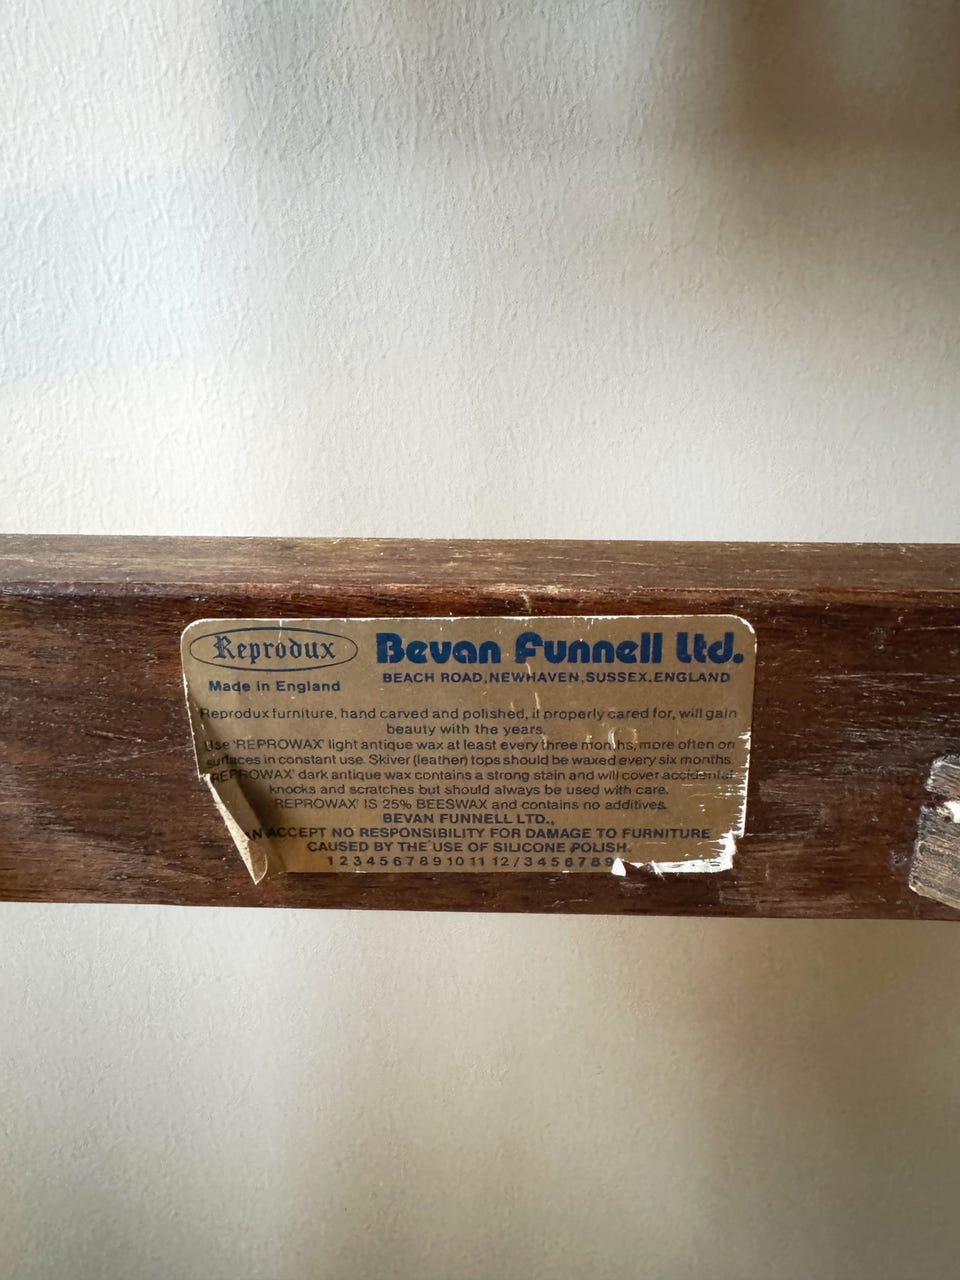 Reprodux
Made in England
Bevan Funnell Ltd.
BEACH ROAD, NEWHAVEN, SUSSEX, ENGLAND
Reprodux furniture, hand carved and polished, if properly cared for, will gain
beauty with the years.
Use 'REPROWAX' light antique wax at least every three months, more often on
surfaces in constant use. Skiver (leather) tops should be waxed every six months.
'REPROWAX' dark antique wax contains a strong stain and will cover accidental
knocks and scratches but should always be used with care.
'REPROWAX' IS 25% BEESWAX and contains no additives.
BEVAN FUNNELL LTD.,
ACCEPT NO RESPONSIBILITY FOR DAMAGE TO FURNITURE
CAUSED BY THE USE OF SILICONE POLISH.
1 2 3 4 5 6 7 8 9 10 11 12 / 3 4 5 6 7 8 9